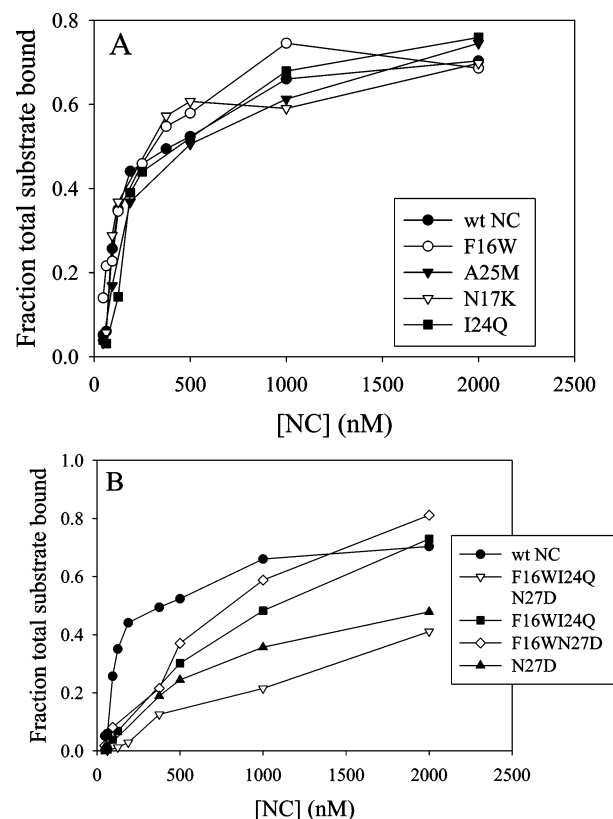 A
Fraction total substrate bound
0.8
0.6
0.4
0.2
0.0
wt NC
F16W
A25M
N17K
I24Q
0 500 1000 1500 2000 2500
[NC] (nM)
B
Fraction total substrate bound
1.0
0.8
0.6
0.4
0.2
0.0
wt NC
F16WI24Q
N27D
F16WI24Q
F16WN27D
N27D
0 500 1000 1500 2000 2500
[NC] (nM)